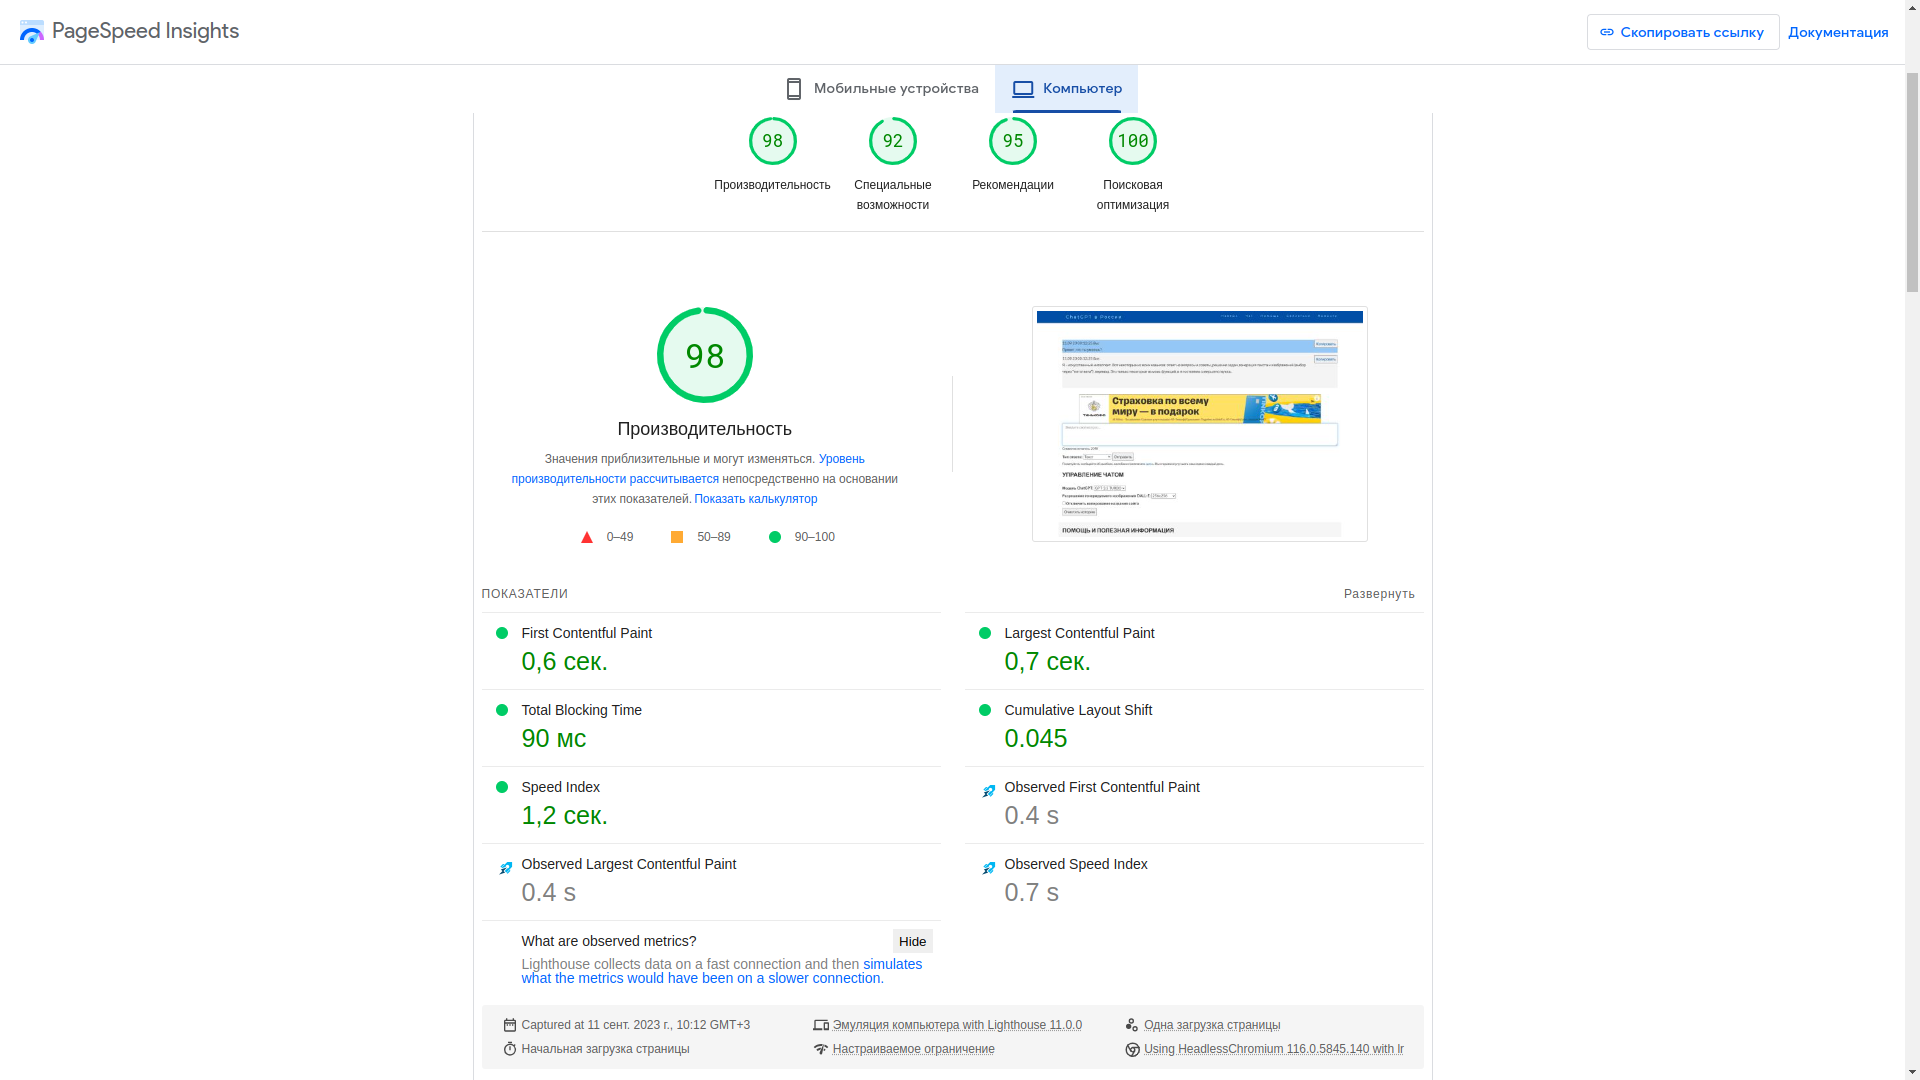 PageSpeed Insights
Скопировать ссылку
Документация
Мобильные устройства
Компьютер
98
92
95
100
Производительность
Специальные
возможности
Рекомендации
Поисковая
оптимизация
98
Производительность
Значения приблизительные и могут изменяться. Уровень
производительности рассчитывается непосредственно на основании
этих показателей. Показать калькулятор
0–49
50–89
90–100
ChatGPT в России
Страховка по всему
миру — в подарок
УПРАВЛЕНИЕ ЧАТОМ
ПОМОЩЬ И ПОЛЕЗНАЯ ИНФОРМАЦИЯ
ПОКАЗАТЕЛИ
Развернуть
First Contentful Paint
0,6 сек.
Largest Contentful Paint
0,7 сек.
Total Blocking Time
90 мс
Cumulative Layout Shift
0.045
Speed Index
1,2 сек.
Observed First Contentful Paint
0.4 s
Observed Largest Contentful Paint
0.4 s
Observed Speed Index
0.7 s
What are observed metrics?
Hide
Lighthouse collects data on a fast connection and then simulates
what the metrics would have been on a slower connection.
Captured at 11 сент. 2023 г., 10:12 GMT+3
Эмуляция компьютера with Lighthouse 11.0.0
Одна загрузка страницы
Начальная загрузка страницы
Настраиваемое ограничение
Using HeadlessChromium 116.0.5845.140 with lr